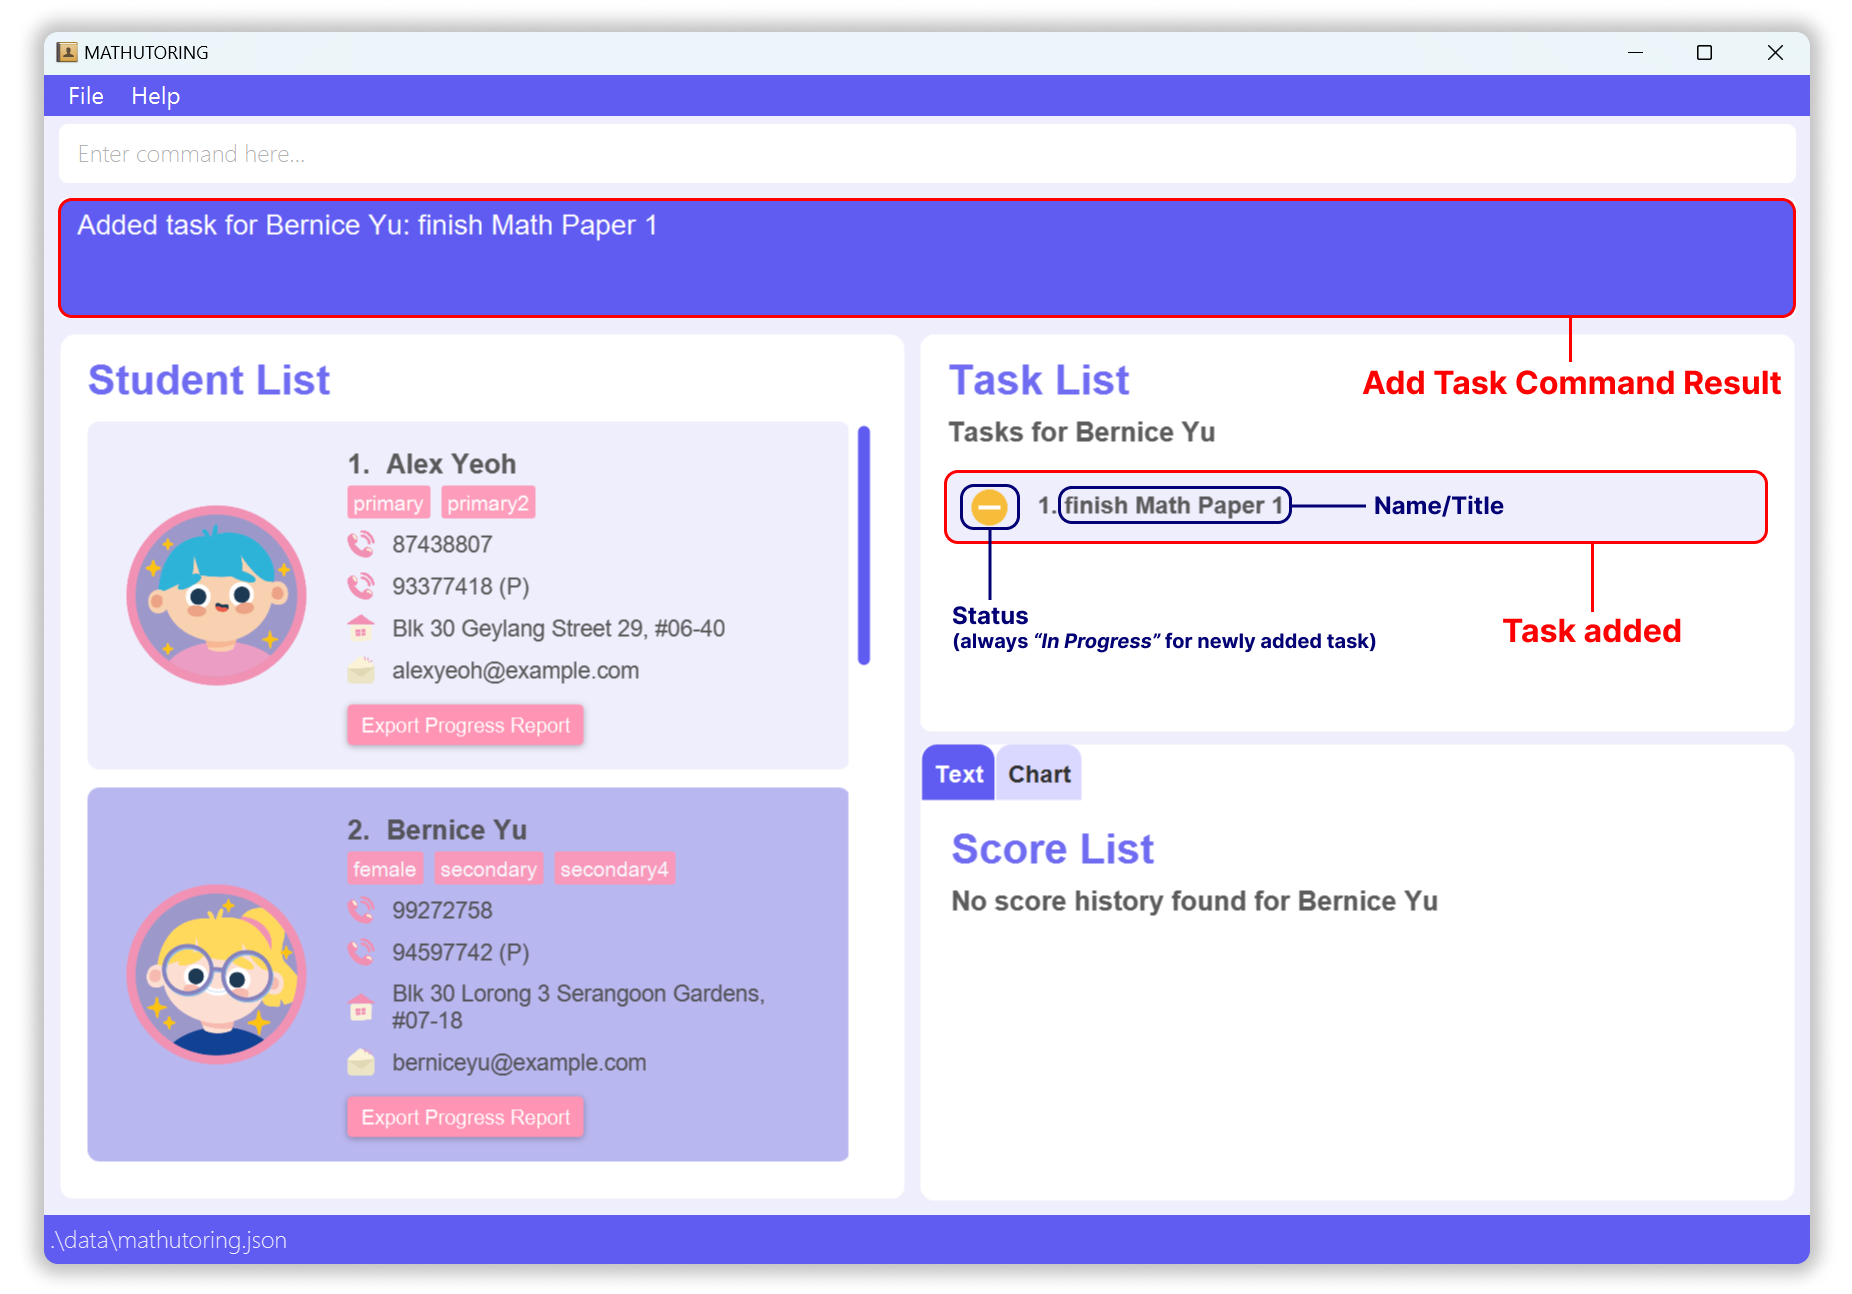 MATHUTORING
File Help
Enter command here...
Added task for Bernice Yu: finish Math Paper 1
Add Task Command Result
Student List
1. Alex Yeoh
primary primary2
87438807
93377418 (P)
Blk 30 Geylang Street 29, #06-40
alexyeoh@example.com
Export Progress Report
2. Bernice Yu
female secondary secondary4
99272758
94597742 (P)
Blk 30 Lorong 3 Serangoon Gardens,
#07-18
berniceyu@example.com
Export Progress Report
Task List
Tasks for Bernice Yu
1. finish Math Paper 1
Name/Title
Status
(always “In Progress” for newly added task)
Task added
Text Chart
Score List
No score history found for Bernice Yu
.\data\mathutoring.json